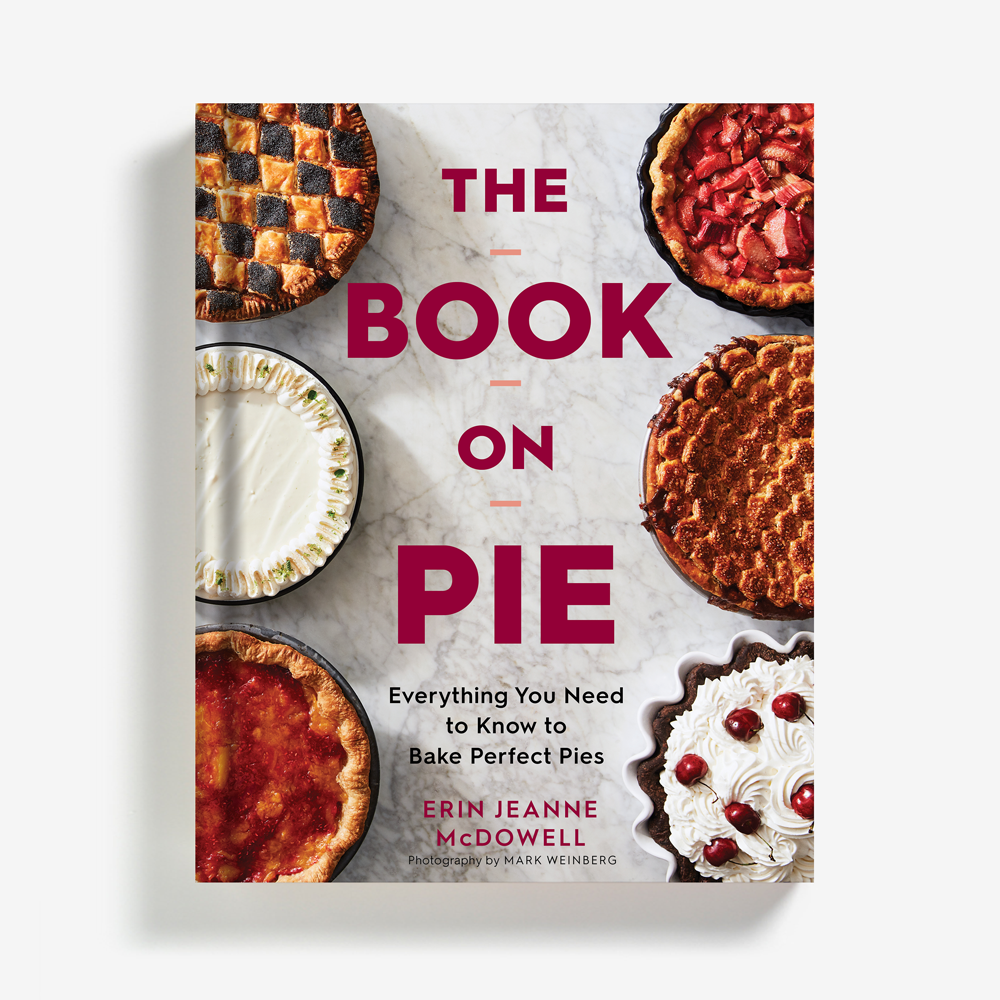 THE
BOOK
ON
PIE
Everything You Need
to Know to
Bake Perfect Pies
ERIN JEANNE
McDOWELL
Photography by MARK WEINBERG